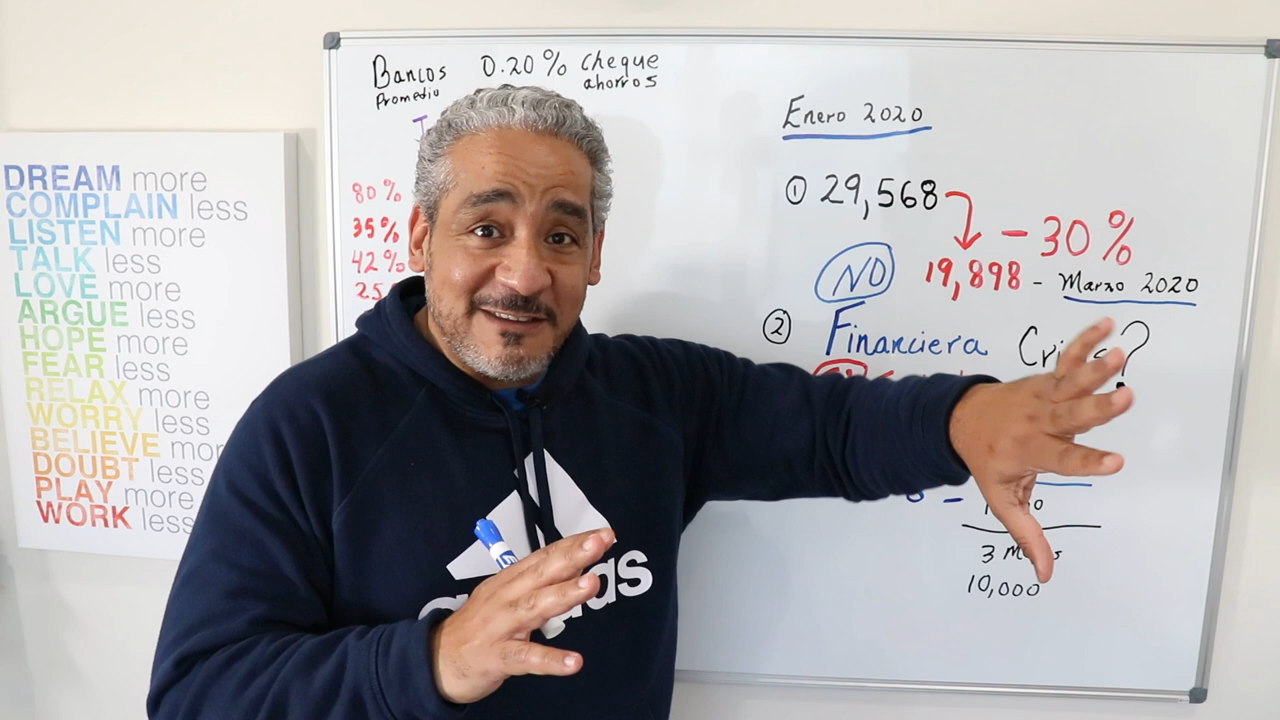 DREAM more
COMPLAIN less
LISTEN more
TALK less
LOVE more
ARGUE less
HOPE more
FEAR less
RELAX more
WORRY less
BELIEVE mor
DOUBT less
PLAY more
WORK less
Bancos 0.20% cheque
Promedio ahorros
80%
35%
42%
Enero 2020
① 29,568
-30%
19,898 - Marzo 2020
NO
② Financiera
?
3
10,000